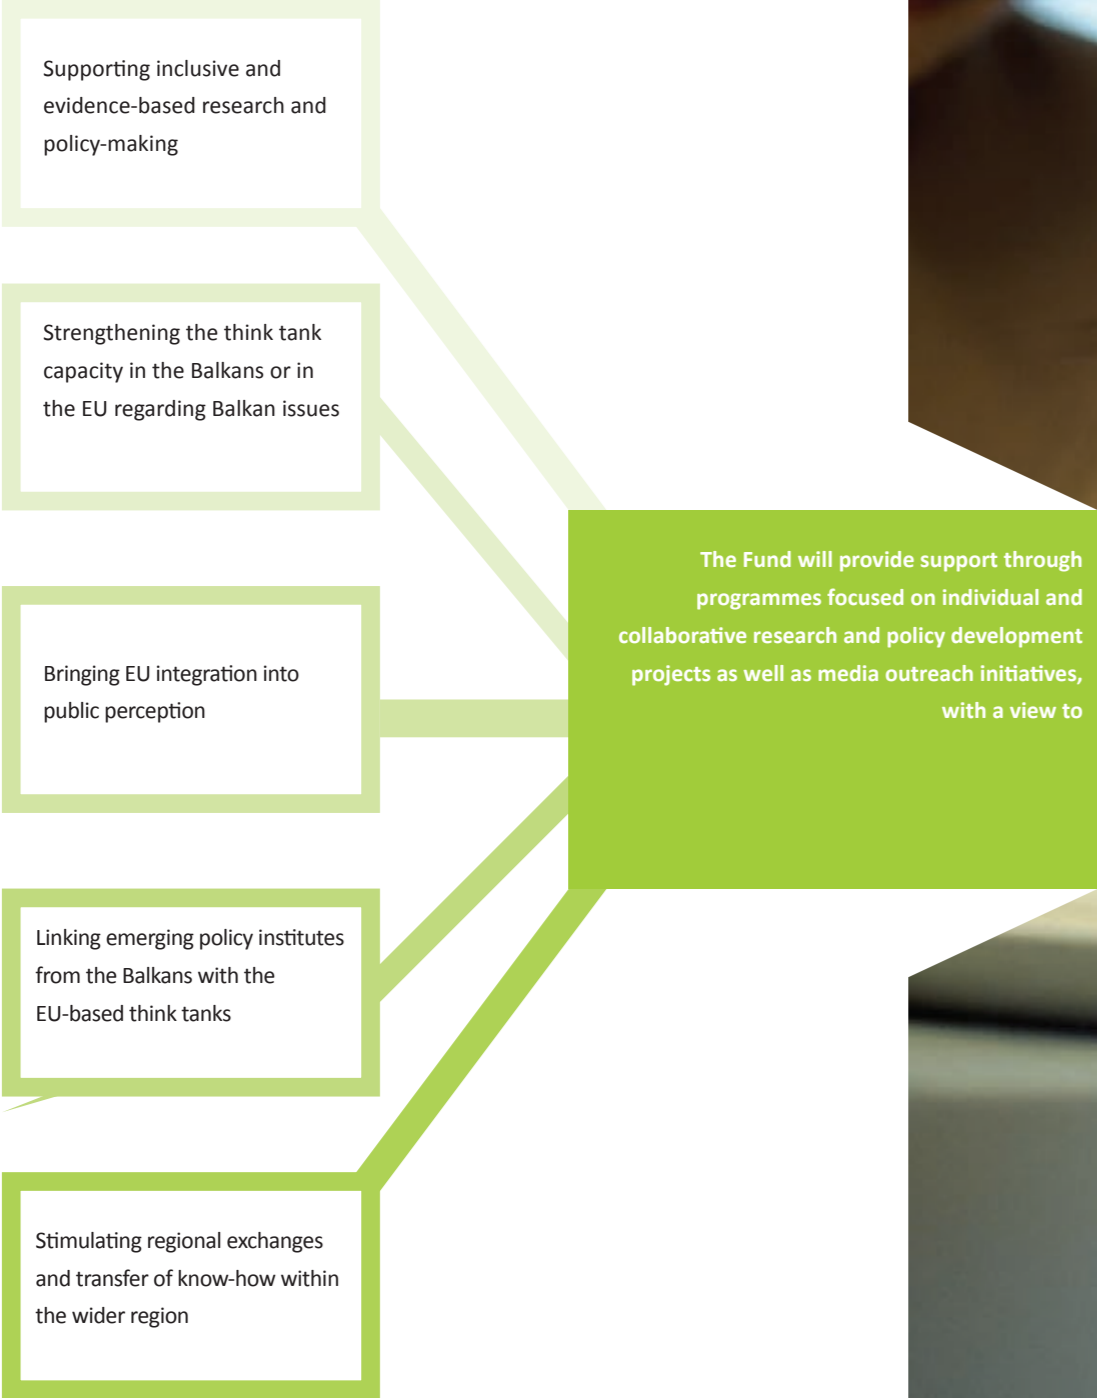 Supporting inclusive and
evidence-based research and
policy-making
Strengthening the think tank
capacity in the Balkans or in
the EU regarding Balkan issues
Bringing EU integration into
public perception
Linking emerging policy institutes
from the Balkans with the
EU-based think tanks
Stimulating regional exchanges
and transfer of know-how within
the wider region
The Fund will provide support through
programmes focused on individual and
collaborative research and policy development
projects as well as media outreach initiatives,
with a view to